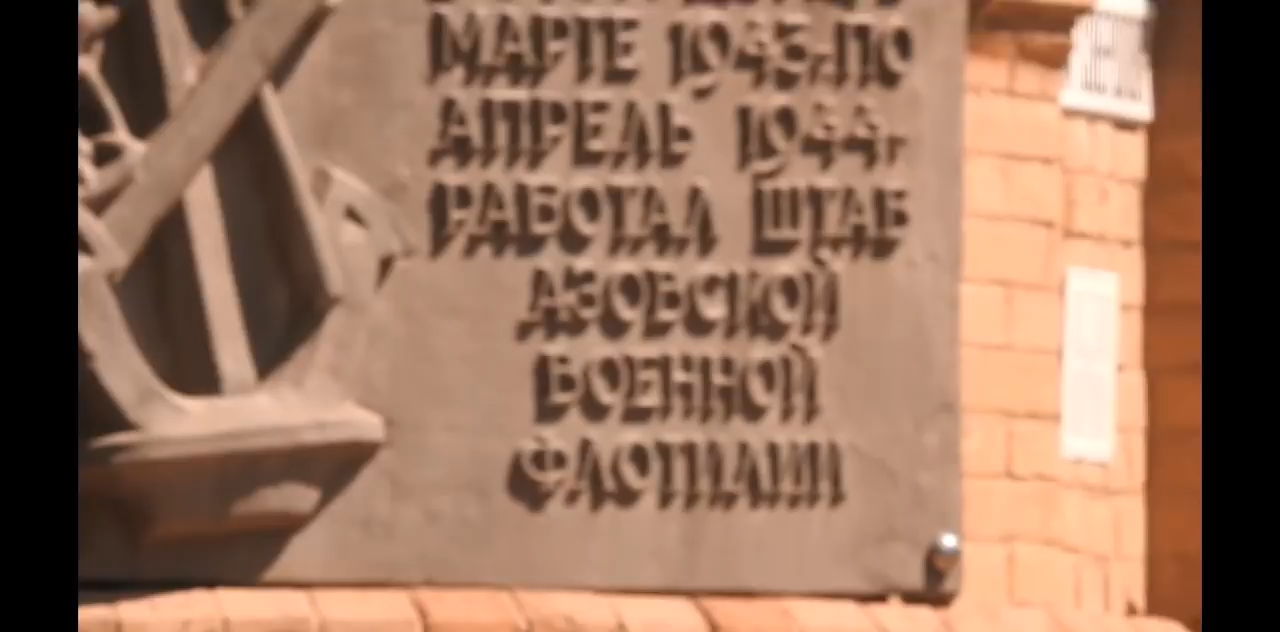 МАРТЕ 1943г.ПО
АПРЕЛЬ 1944г
РАБОТАЛ ШТАБ
АЗОВСКОЙ
ВОЕННОЙ
ФЛОТИЛИИ